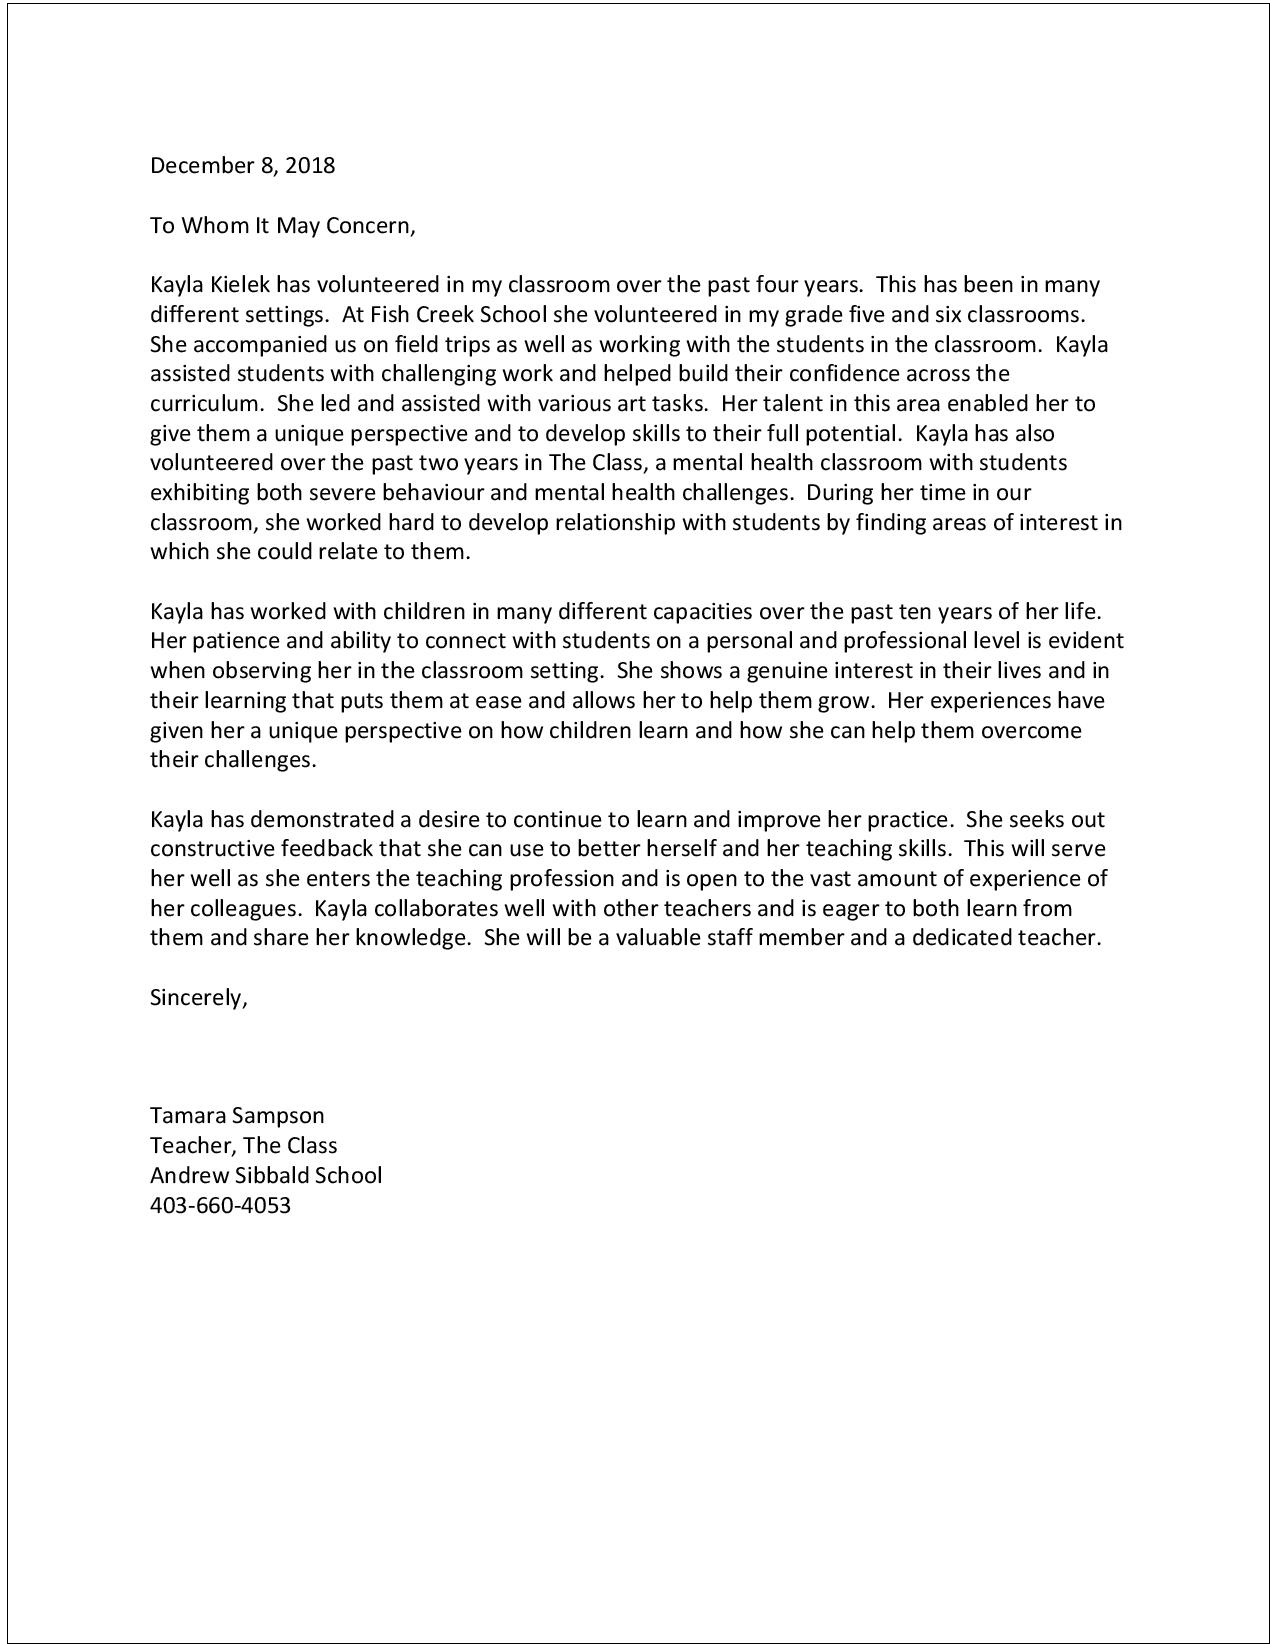 December 8, 2018
To Whom It May Concern,
Kayla Kielek has volunteered in my classroom over the past four years.  This has been in many
different settings.  At Fish Creek School she volunteered in my grade five and six classrooms.
She accompanied us on field trips as well as working with the students in the classroom.  Kayla
assisted students with challenging work and helped build their confidence across the
curriculum.  She led and assisted with various art tasks.  Her talent in this area enabled her to
give them a unique perspective and to develop skills to their full potential.  Kayla has also
volunteered over the past two years in The Class, a mental health classroom with students
exhibiting both severe behaviour and mental health challenges.  During her time in our
classroom, she worked hard to develop relationship with students by finding areas of interest in
which she could relate to them.
Kayla has worked with children in many different capacities over the past ten years of her life.
Her patience and ability to connect with students on a personal and professional level is evident
when observing her in the classroom setting.  She shows a genuine interest in their lives and in
their learning that puts them at ease and allows her to help them grow.  Her experiences have
given her a unique perspective on how children learn and how she can help them overcome
their challenges.
Kayla has demonstrated a desire to continue to learn and improve her practice.  She seeks out
constructive feedback that she can use to better herself and her teaching skills.  This will serve
her well as she enters the teaching profession and is open to the vast amount of experience of
her colleagues.  Kayla collaborates well with other teachers and is eager to both learn from
them and share her knowledge.  She will be a valuable staff member and a dedicated teacher.
Sincerely,
Tamara Sampson
Teacher, The Class
Andrew Sibbald School
403-660-4053